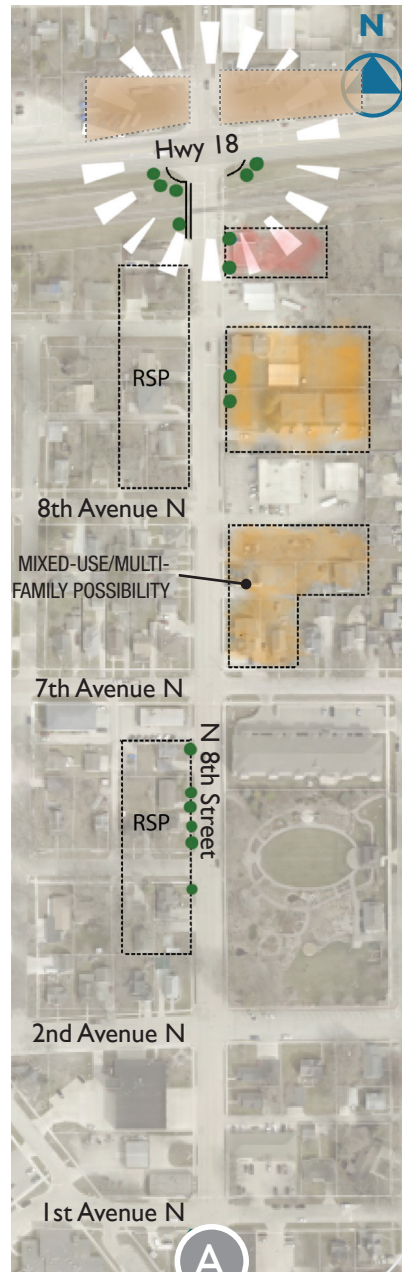 N
Hwy 18
RSP
8th Avenue N
MIXED-USE/MULTI-
FAMILY POSSIBILITY
7th Avenue N
N 8th Street
RSP
2nd Avenue N
1st Avenue N
A